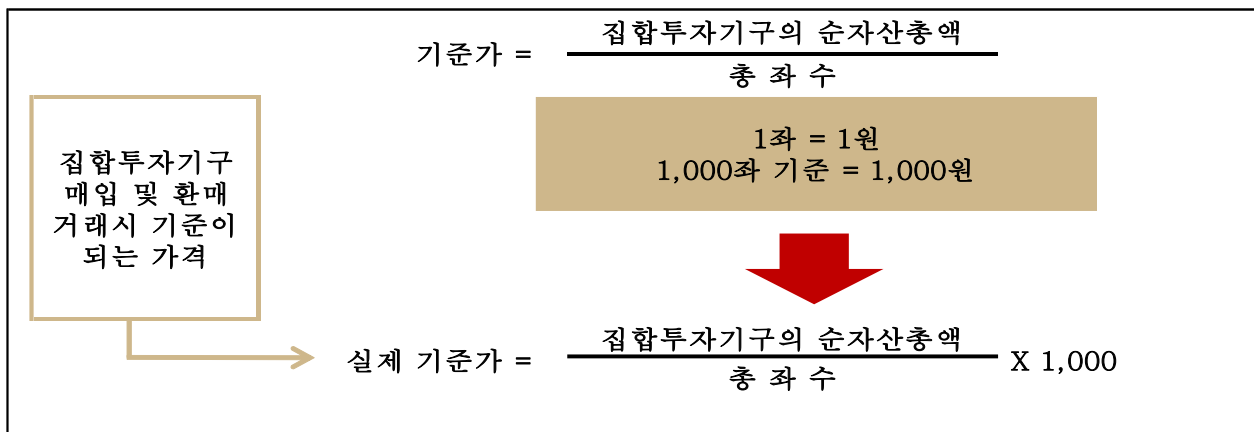 집합투자기구의 순자산총액
기준가 =
총 좌 수
1좌 = 1원
1,000좌 기준 = 1,000원
집합투자기구
매입 및 환매
거래시 기준이
되는 가격
집합투자기구의 순자산총액
실제 기준가 =
X 1,000
총 좌 수